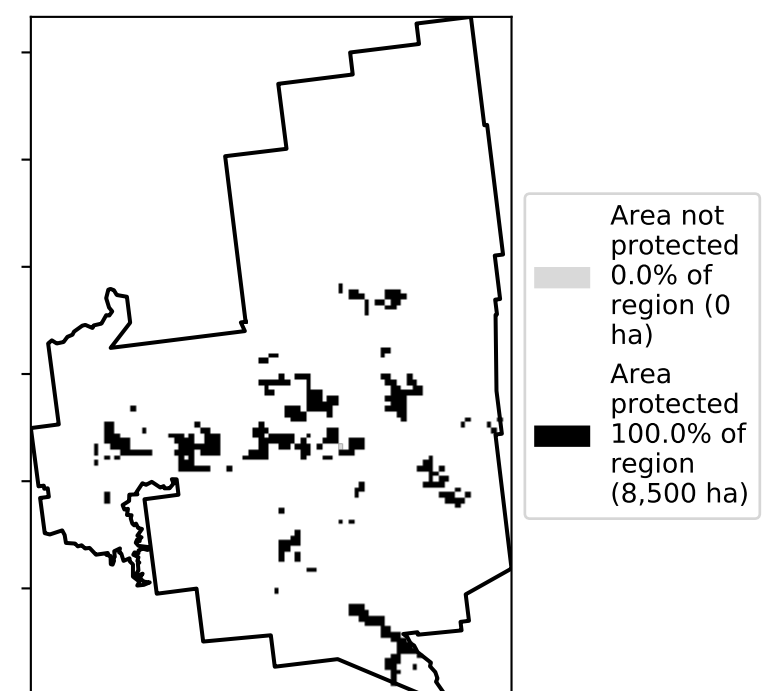 Area not
protected
0.0% of
region (0
ha)
Area
protected
100.0% of
region
(8,500 ha)